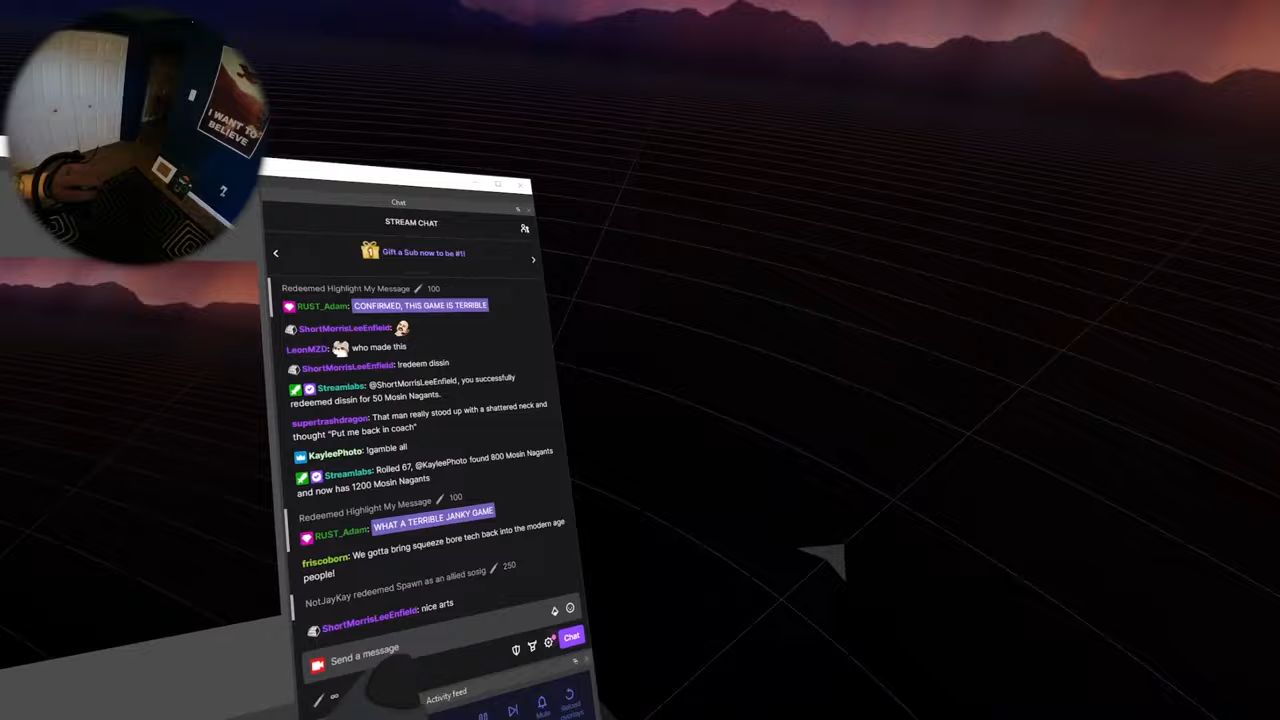 I WANT TO
BELIEVE
Chat
STREAM CHAT
1
Gift a Sub now to be #1!
Redeemed Highlight My Message 100
RUST_Adam: CONFIRMED, THIS GAME IS TERRIBLE
ShortMorrisLeeEnfield:
LeonMZD: who made this
ShortMorrisLeeEnfield: !redeem dissin
Streamlabs: @ShortMorrisLeeEnfield, you successfully
redeemed dissin for 50 Mosin Nagants.
supertrashdragon: That man really stood up with a shattered neck and
thought "Put me back in coach"
KayleePhoto: !gamble all
Streamlabs: Rolled 67, @KayleePhoto found 800 Mosin Nagants
and now has 1200 Mosin Nagants
Redeemed Highlight My Message 100
RUST_Adam: WHAT A TERRIBLE JANKY GAME
friscoborn: We gotta bring squeeze bore tech back into the modern age
people!
NotJayKay redeemed Spawn as an allied sosig 250
ShortMorrisLeeEnfield: nice arts
Send a message
Chat
∞
Activity feed
Mute
Reload
overlays